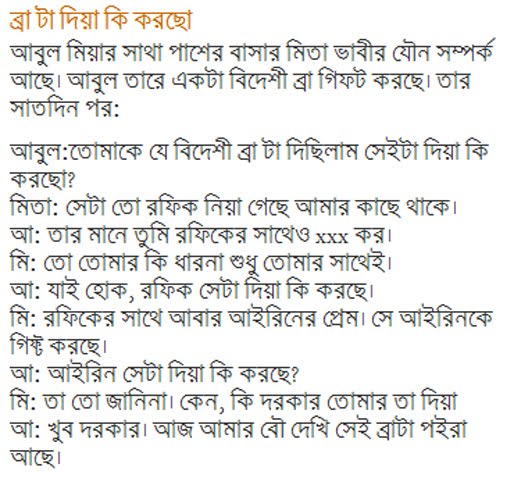 ব্রা টা দিয়া কি করছো
আবুল মিয়ার সাথা পাশের বাসার মিতা ভাবীর যৌন সম্পর্ক
আছে। আবুল তারে একটা বিদেশী ব্রা গিফট করছে। তার
সাতদিন পর:
আবুল:তোমাকে যে বিদেশী ব্রা টা দিছিলাম সেইটা দিয়া কি
করছো?
মিতা: সেটা তো রফিক নিয়া গেছে আমার কাছে থাকে।
আ: তার মানে তুমি রফিকের সাথেও xxx কর।
মি: তো তোমার কি ধারনা শুধু তোমার সাথেই।
আ: যাই হোক, রফিক সেটা দিয়া কি করছে।
মি: রফিকের সাথে আবার আইরিনের প্রেম। সে আইরিনকে
গিফ্ট করছে।
আ: আইরিন সেটা দিয়া কি করছে?
মি: তা তো জানিনা। কেন, কি দরকার তোমার তা দিয়া
আ: খুব দরকার। আজ আমার বৌ দেখি সেই ব্রাটা পইরা
আছে।